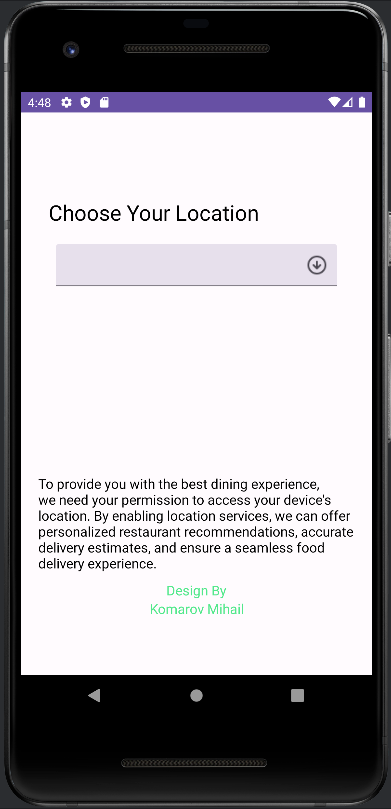 4:48
Choose Your Location
To provide you with the best dining experience,
we need your permission to access your device's
location. By enabling location services, we can offer
personalized restaurant recommendations, accurate
delivery estimates, and ensure a seamless food
delivery experience.
Design By
Komarov Mihail